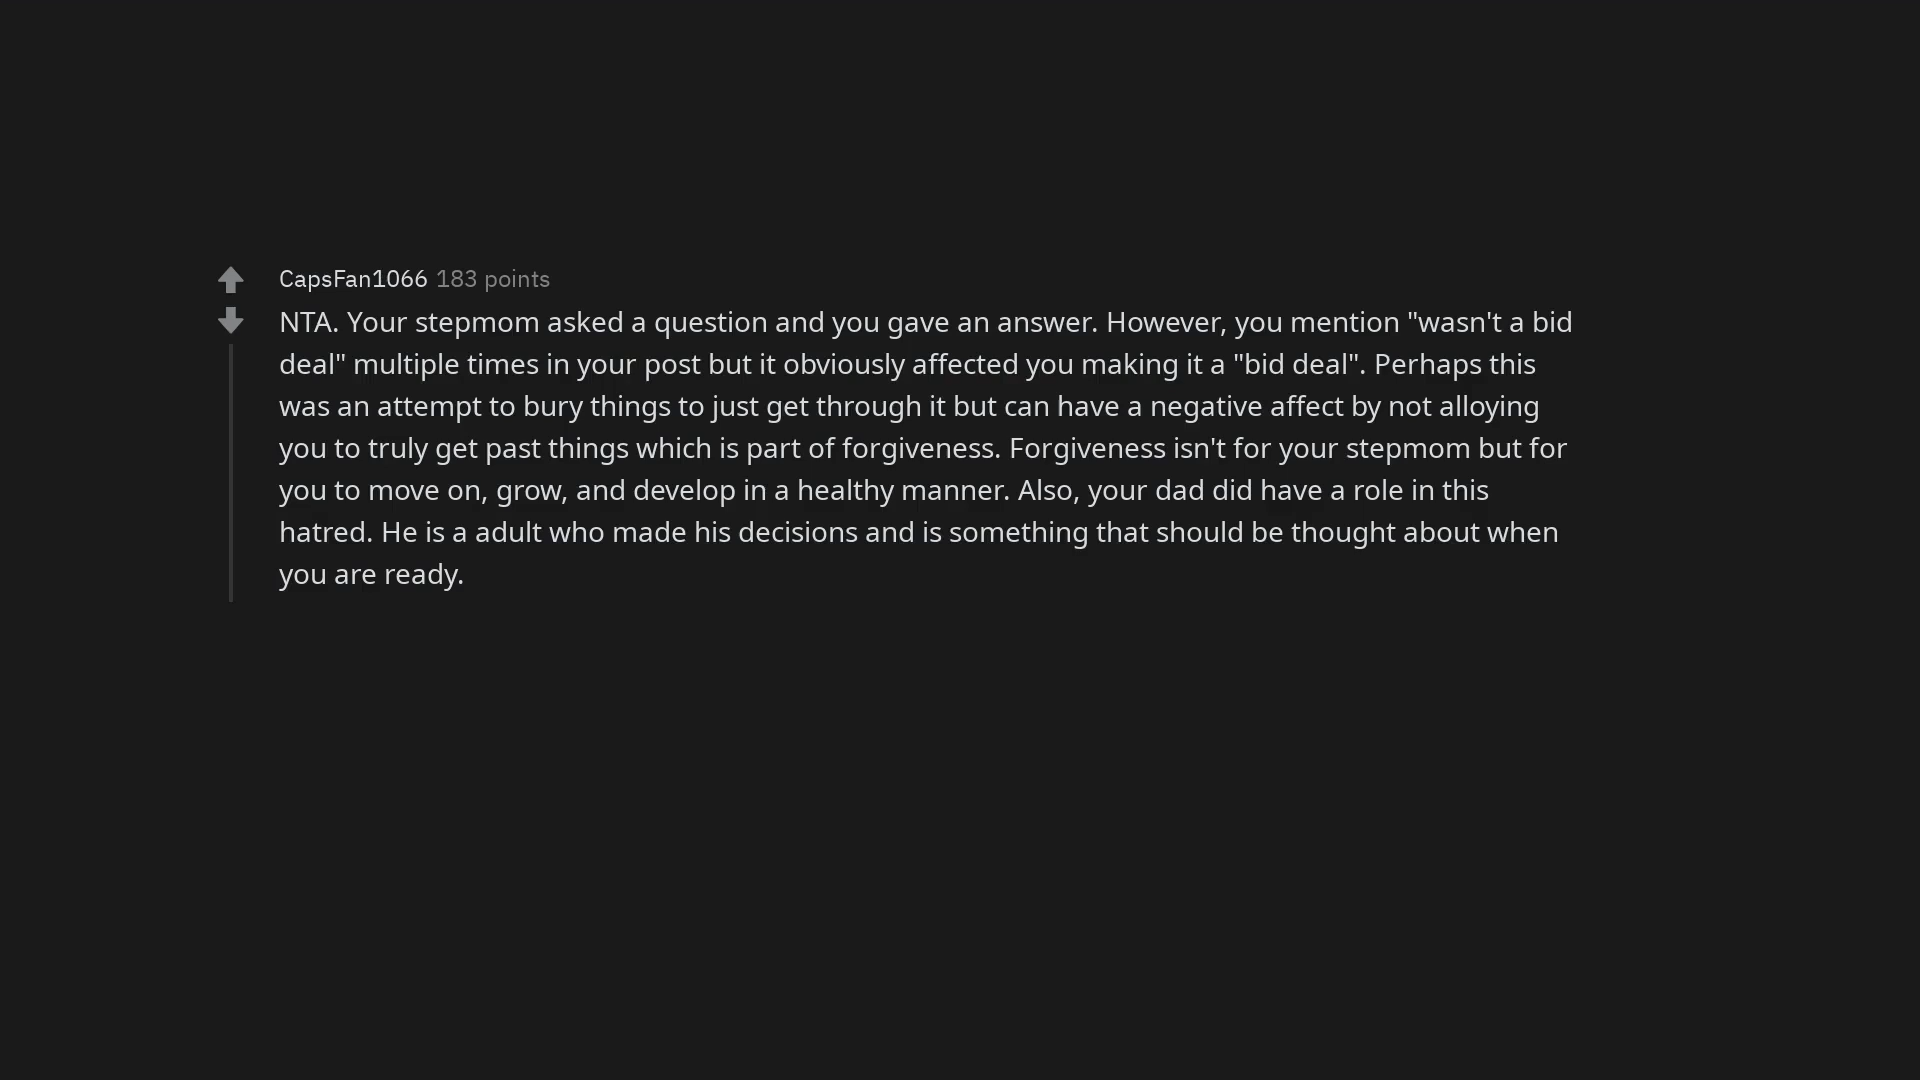 CapsFan1066 183 points
NTA. Your stepmom asked a question and you gave an answer. However, you mention "wasn't a bid
deal" multiple times in your post but it obviously affected you making it a "bid deal". Perhaps this
was an attempt to bury things to just get through it but can have a negative affect by not alloying
you to truly get past things which is part of forgiveness. Forgiveness isn't for your stepmom but for
you to move on, grow, and develop in a healthy manner. Also, your dad did have a role in this
hatred. He is a adult who made his decisions and is something that should be thought about when
you are ready.